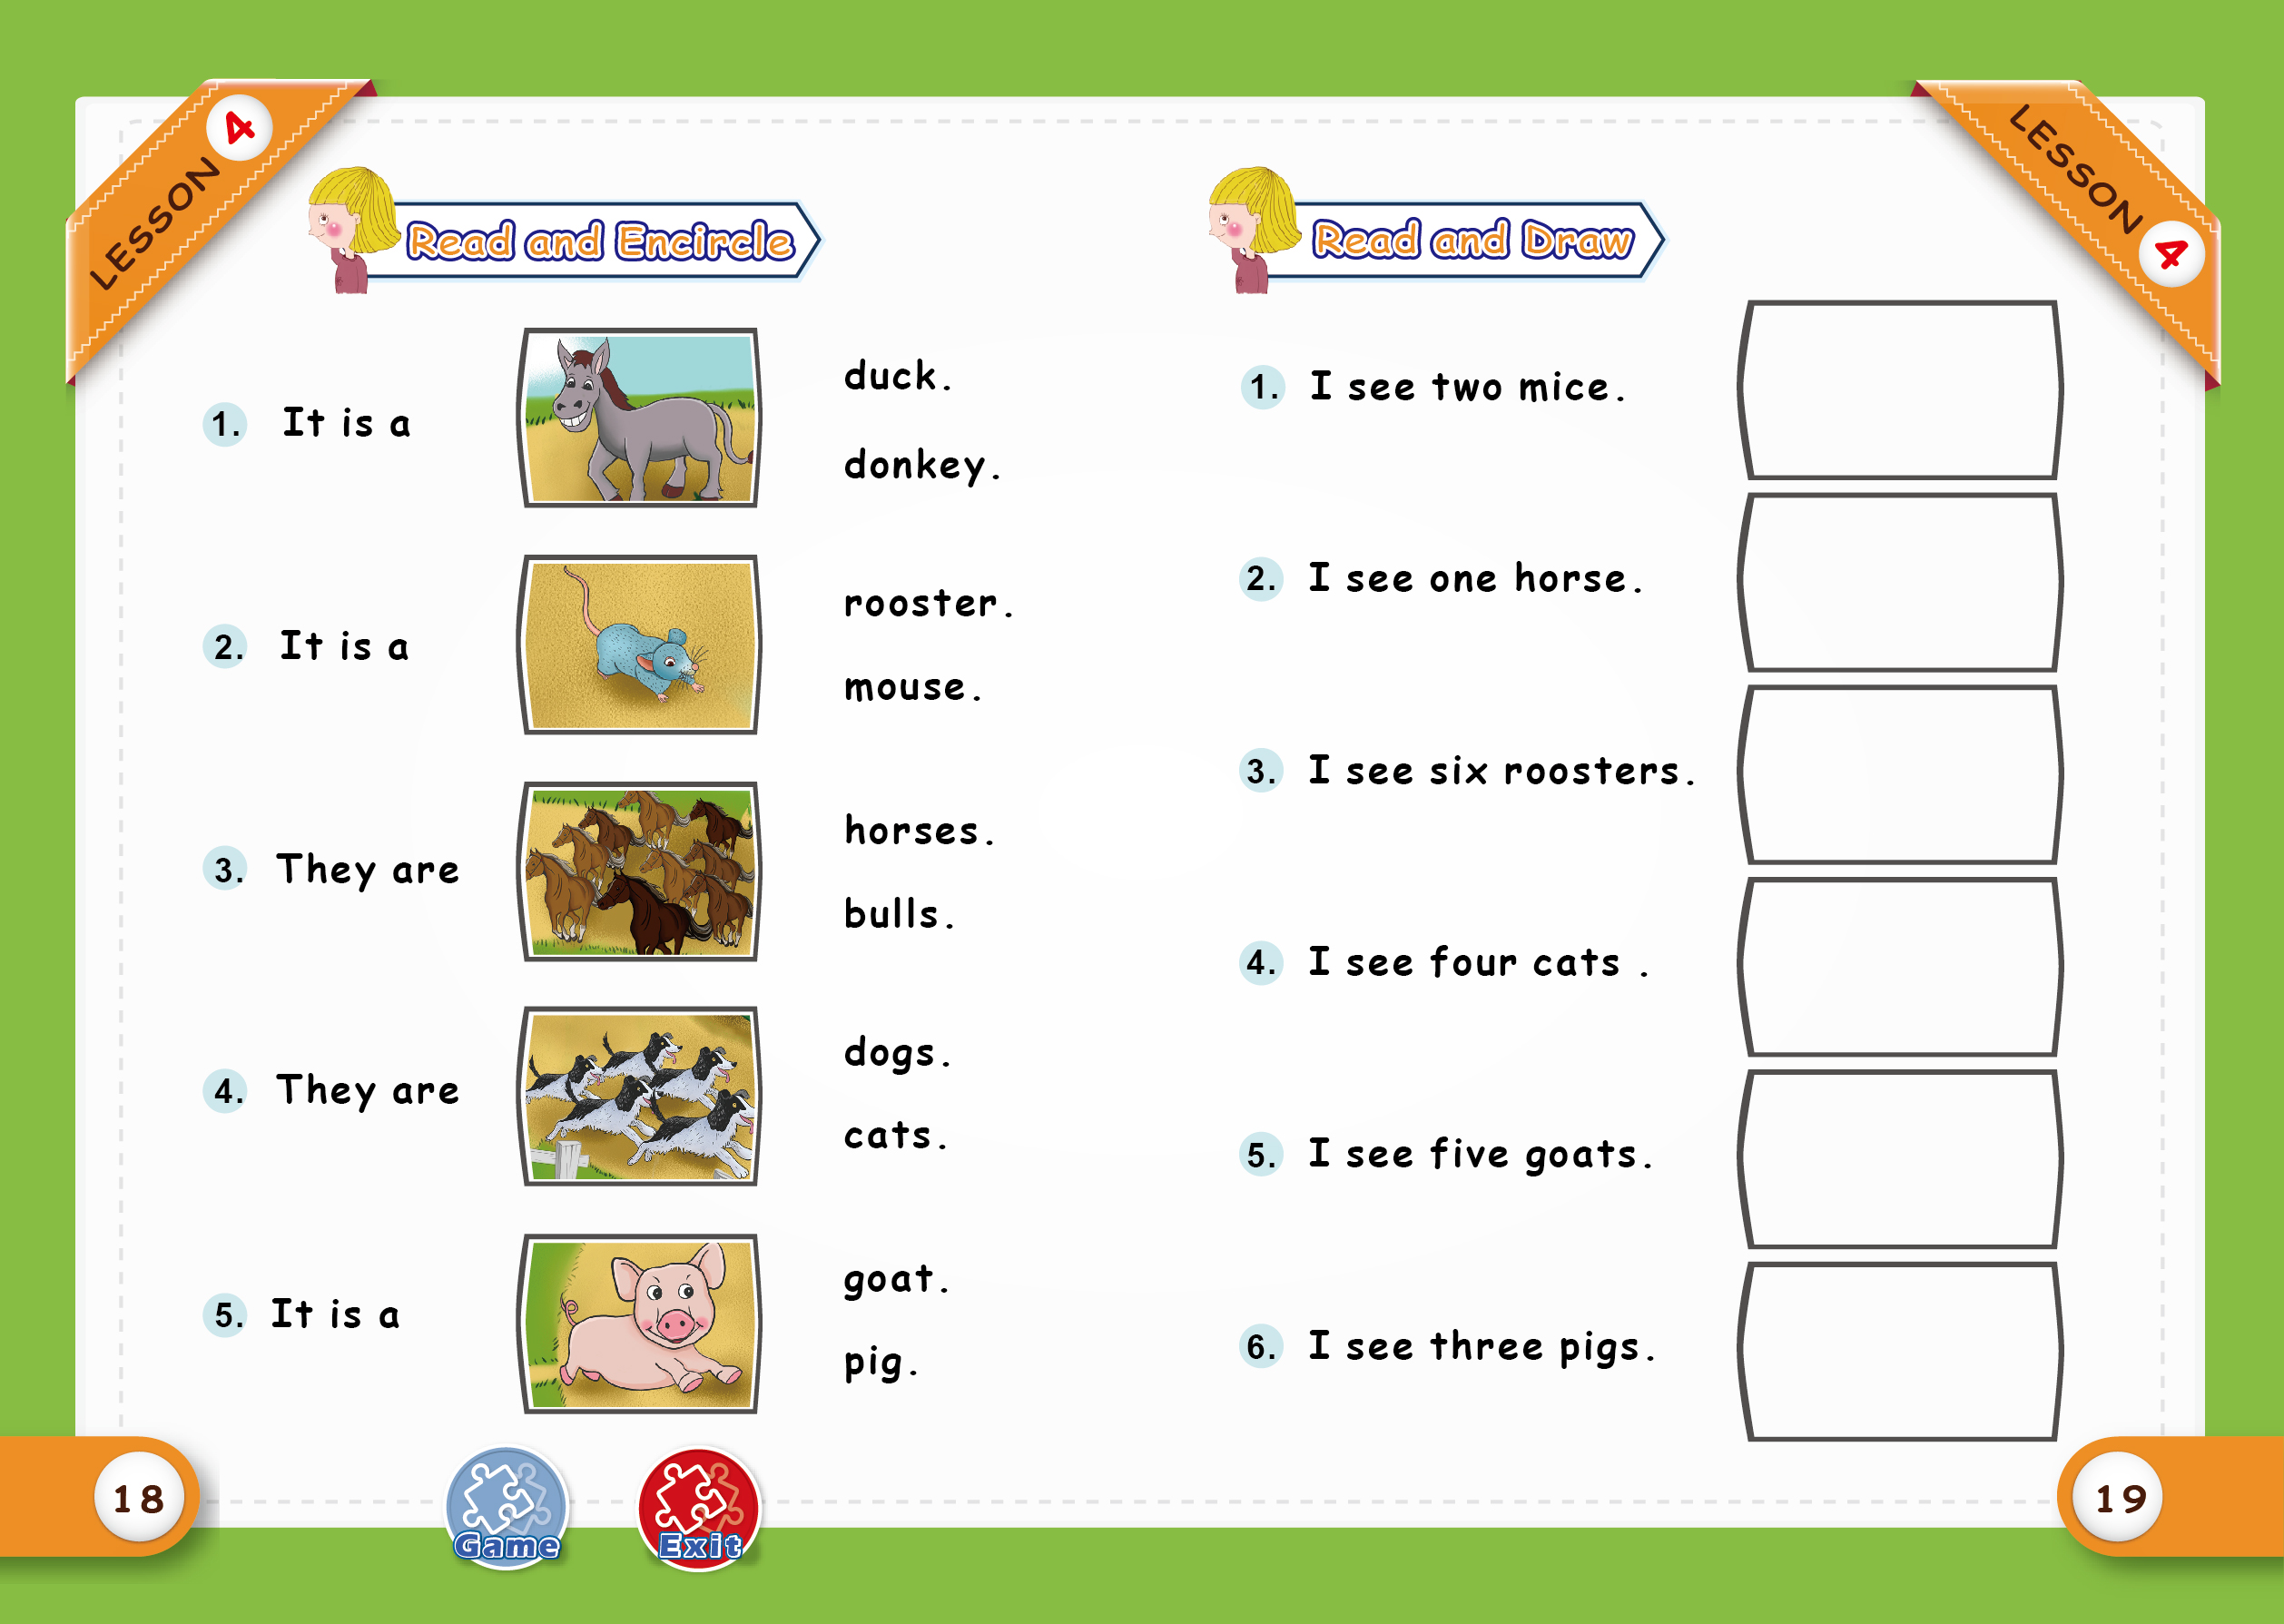 LESSON 4
Read and Encircle
1. It is a
duck.
donkey.
2. It is a
rooster.
mouse.
3. They are
horses.
bulls.
4. They are
dogs.
cats.
5. It is a
goat.
pig.
18
Game
Exit
LESSON 4
Read and Draw
1. I see two mice.
2. I see one horse.
3. I see six roosters.
4. I see four cats .
5. I see five goats.
6. I see three pigs.
19